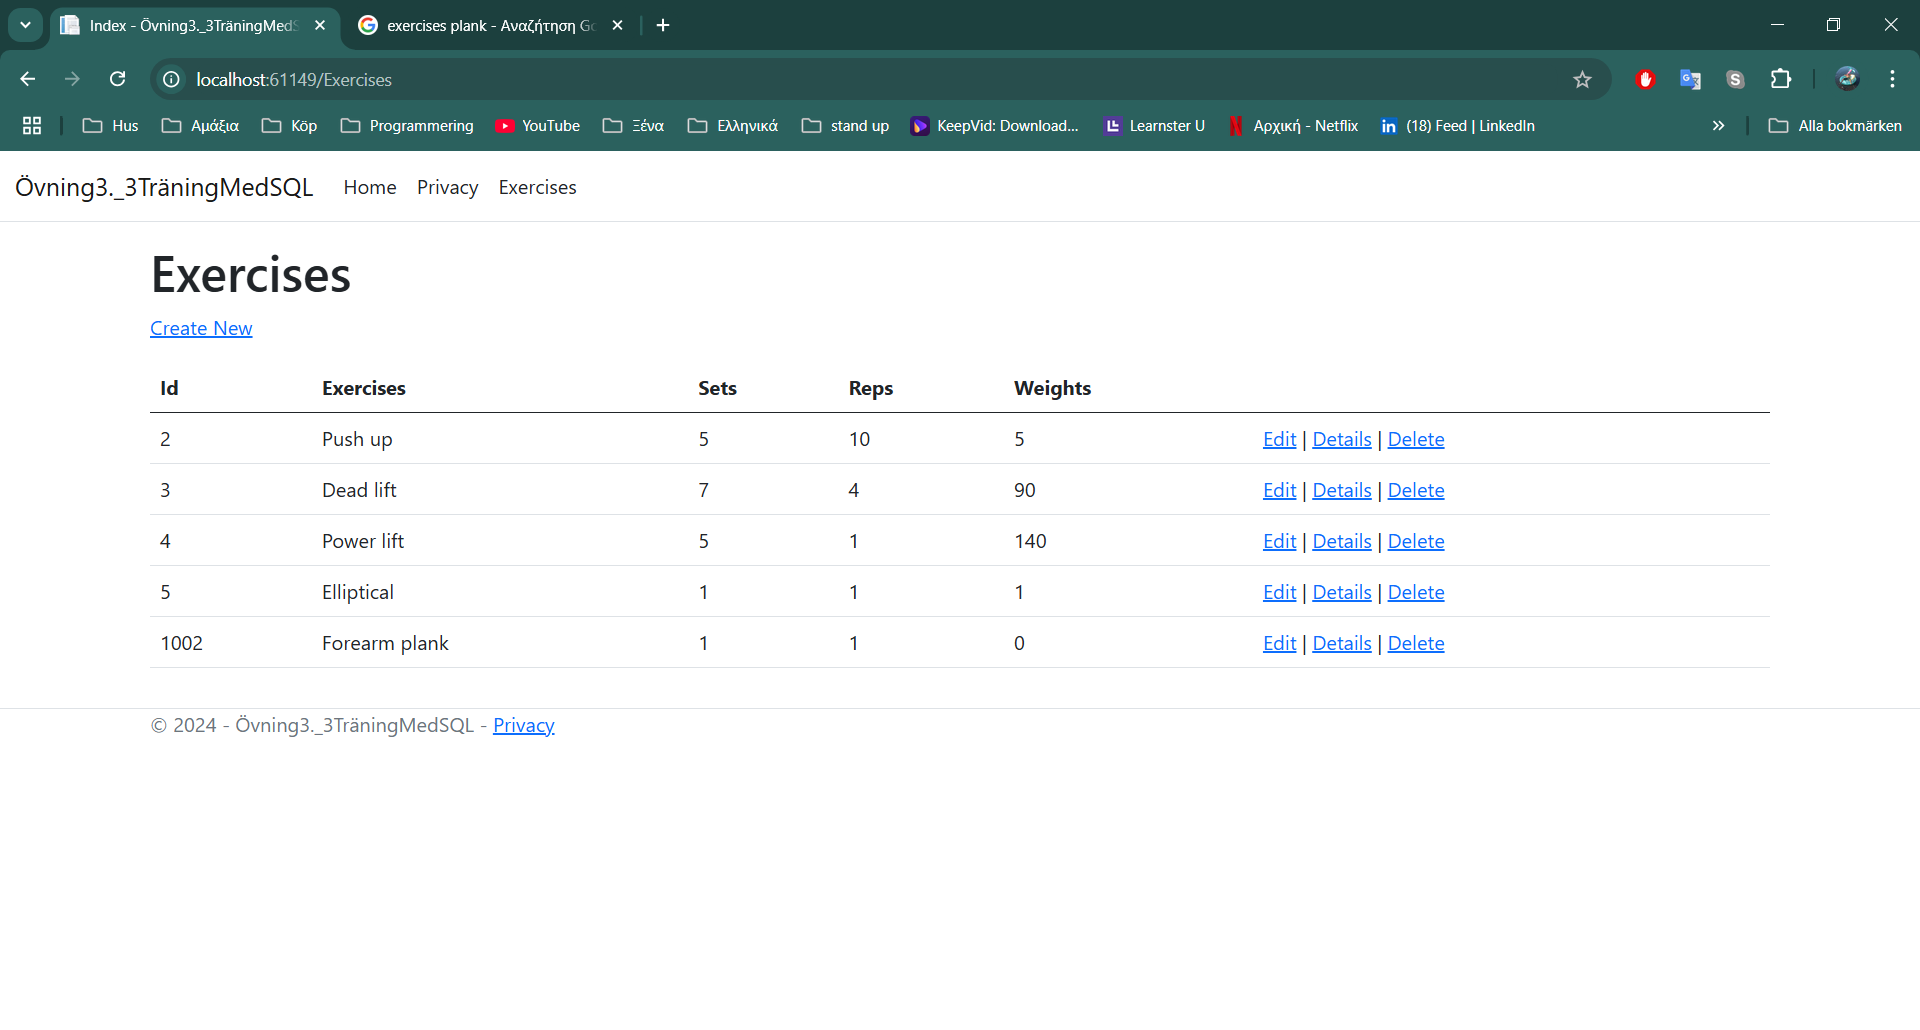 Index - Övning3._3TräningMedS
exercises plank - Αναζήτηση Go
localhost:61149/Exercises
Hus Αμάξια Köp Programmering YouTube Ξένα Ελληνικά stand up KeepVid: Download... Learnster U Αρχική - Netflix (18) Feed | LinkedIn Alla bokmärken
Övning3._3TräningMedSQL Home Privacy Exercises
Exercises
Create New
Id Exercises Sets Reps Weights
2 Push up 5 10 5 Edit | Details | Delete
3 Dead lift 7 4 90 Edit | Details | Delete
4 Power lift 5 1 140 Edit | Details | Delete
5 Elliptical 1 1 1 Edit | Details | Delete
1002 Forearm plank 1 1 0 Edit | Details | Delete
© 2024 - Övning3._3TräningMedSQL - Privacy